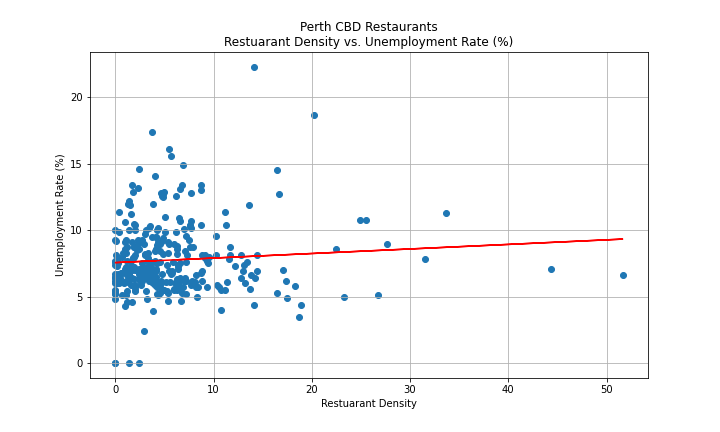 Perth CBD Restaurants
Restuarant Density vs. Unemployment Rate (%)
20
15
10
5
0
Unemployment Rate (%)
0 10 20 30 40 50
Restuarant Density